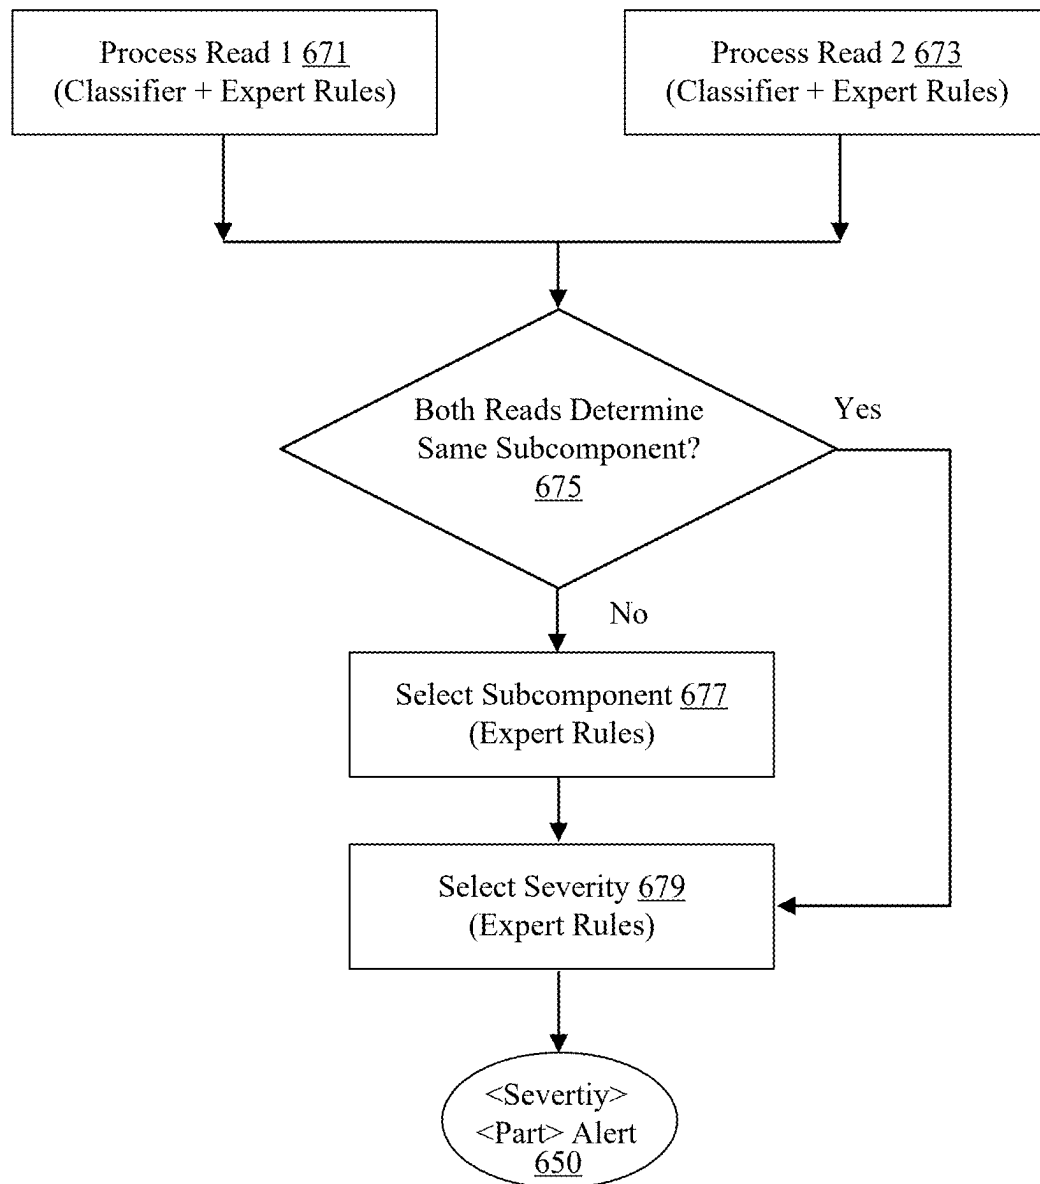 Process Read 1 671
(Classifier + Expert Rules)
Process Read 2 673
(Classifier + Expert Rules)
Both Reads Determine
Same Subcomponent?
675
Yes
No
Select Subcomponent 677
(Expert Rules)
Select Severity 679
(Expert Rules)
<Severtiy>
<Part> Alert
650